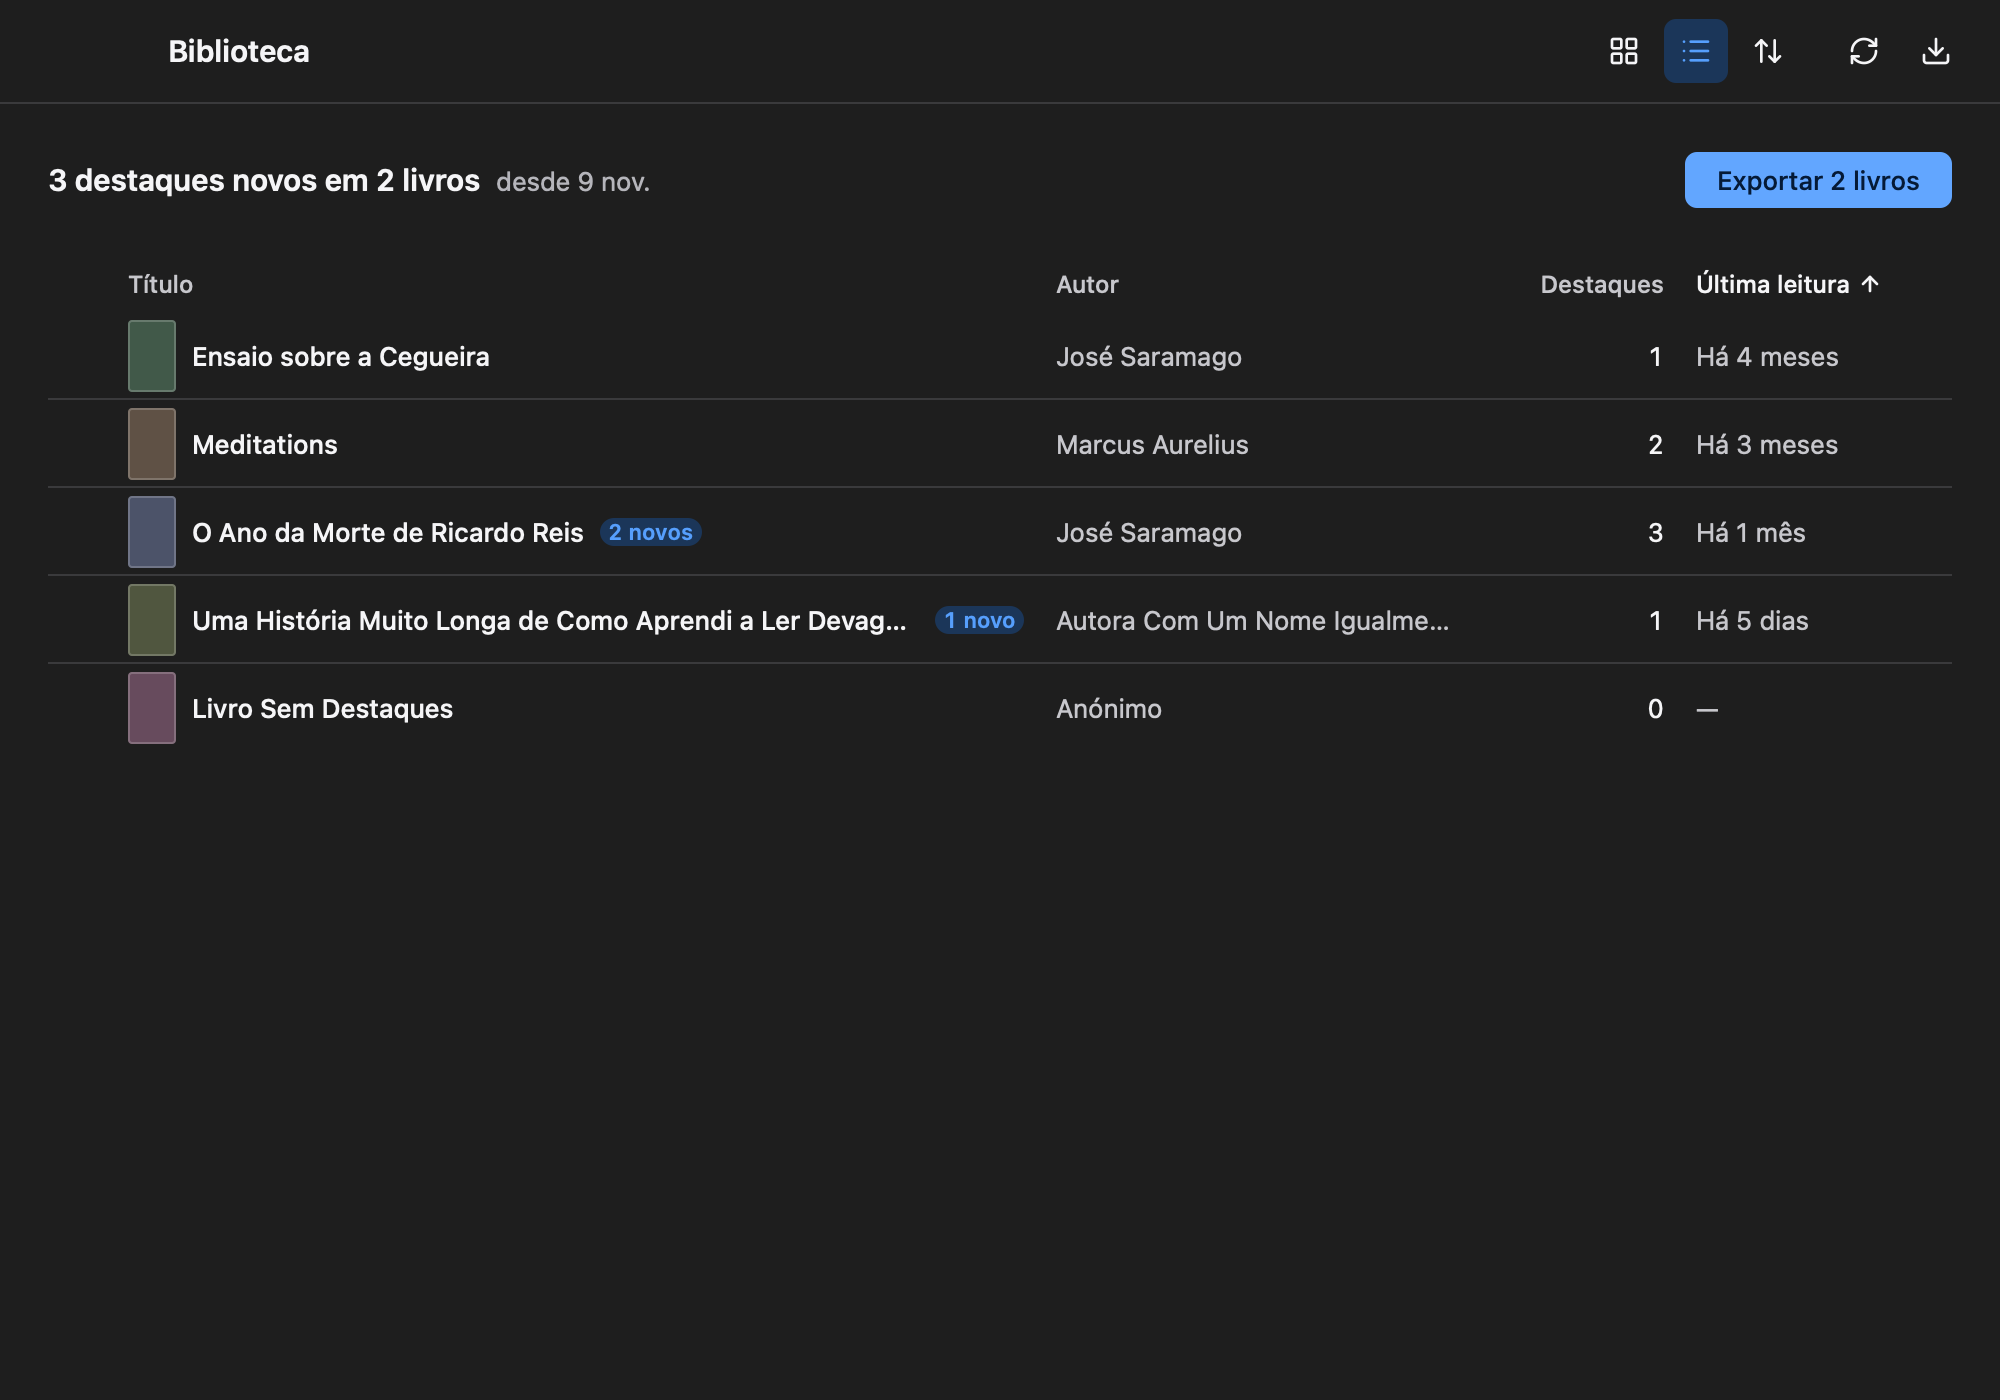 Biblioteca
3 destaques novos em 2 livros desde 9 nov.
Exportar 2 livros
Título Autor Destaques Última leitura ↑
Ensaio sobre a Cegueira José Saramago 1 Há 4 meses
Meditations Marcus Aurelius 2 Há 3 meses
O Ano da Morte de Ricardo Reis 2 novos José Saramago 3 Há 1 mês
Uma História Muito Longa de Como Aprendi a Ler Devag... 1 novo Autora Com Um Nome Igualme... 1 Há 5 dias
Livro Sem Destaques Anónimo 0 —